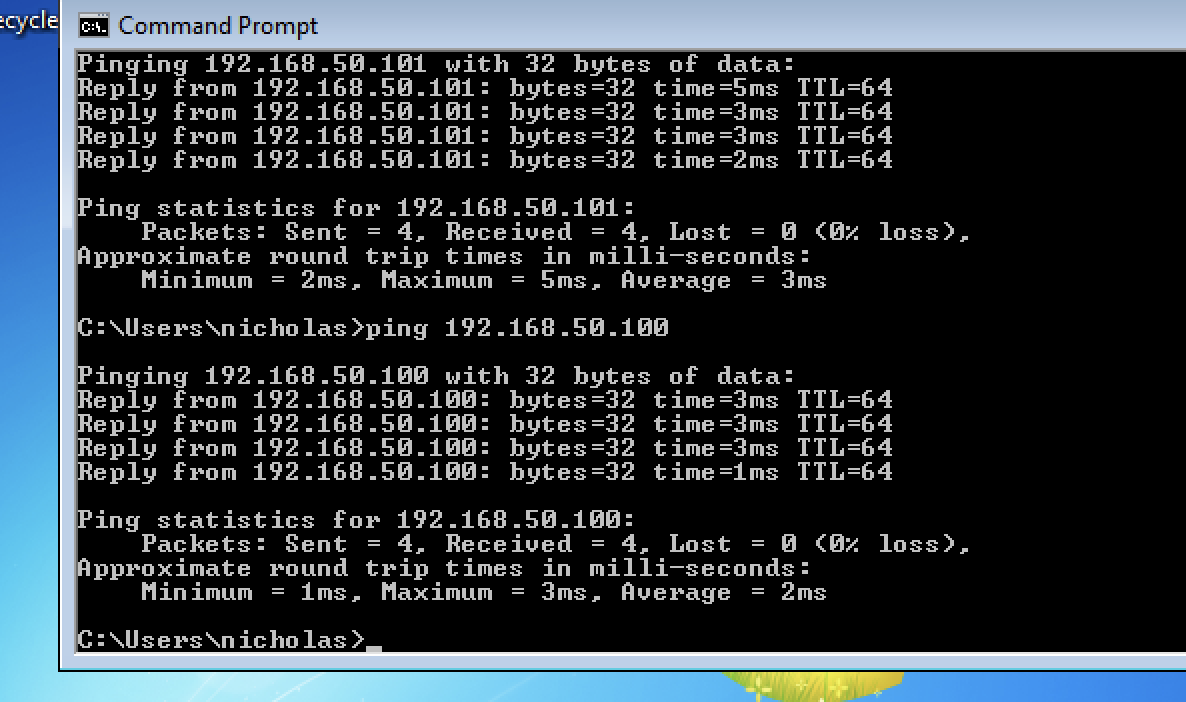 ecycle
Command Prompt
Pinging 192.168.50.101 with 32 bytes of data:
Reply from 192.168.50.101: bytes=32 time=5ms TTL=64
Reply from 192.168.50.101: bytes=32 time=3ms TTL=64
Reply from 192.168.50.101: bytes=32 time=3ms TTL=64
Reply from 192.168.50.101: bytes=32 time=2ms TTL=64
Ping statistics for 192.168.50.101:
Packets: Sent = 4, Received = 4, Lost = 0 (0% loss),
Approximate round trip times in milli-seconds:
Minimum = 2ms, Maximum = 5ms, Average = 3ms
C:\Users\nicholas>ping 192.168.50.100
Pinging 192.168.50.100 with 32 bytes of data:
Reply from 192.168.50.100: bytes=32 time=3ms TTL=64
Reply from 192.168.50.100: bytes=32 time=3ms TTL=64
Reply from 192.168.50.100: bytes=32 time=3ms TTL=64
Reply from 192.168.50.100: bytes=32 time=1ms TTL=64
Ping statistics for 192.168.50.100:
Packets: Sent = 4, Received = 4, Lost = 0 (0% loss),
Approximate round trip times in milli-seconds:
Minimum = 1ms, Maximum = 3ms, Average = 2ms
C:\Users\nicholas>_